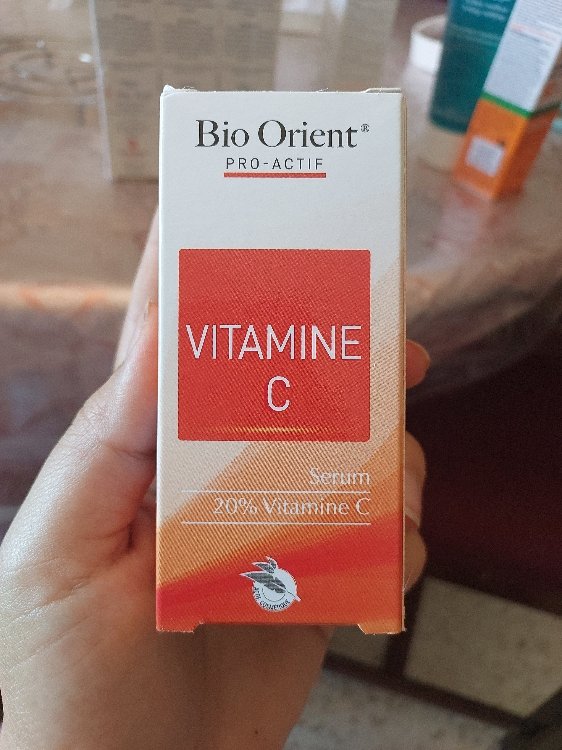 Bio Orient®
PRO-ACTIF
VITAMINE
C
Serum
20% Vitamine C